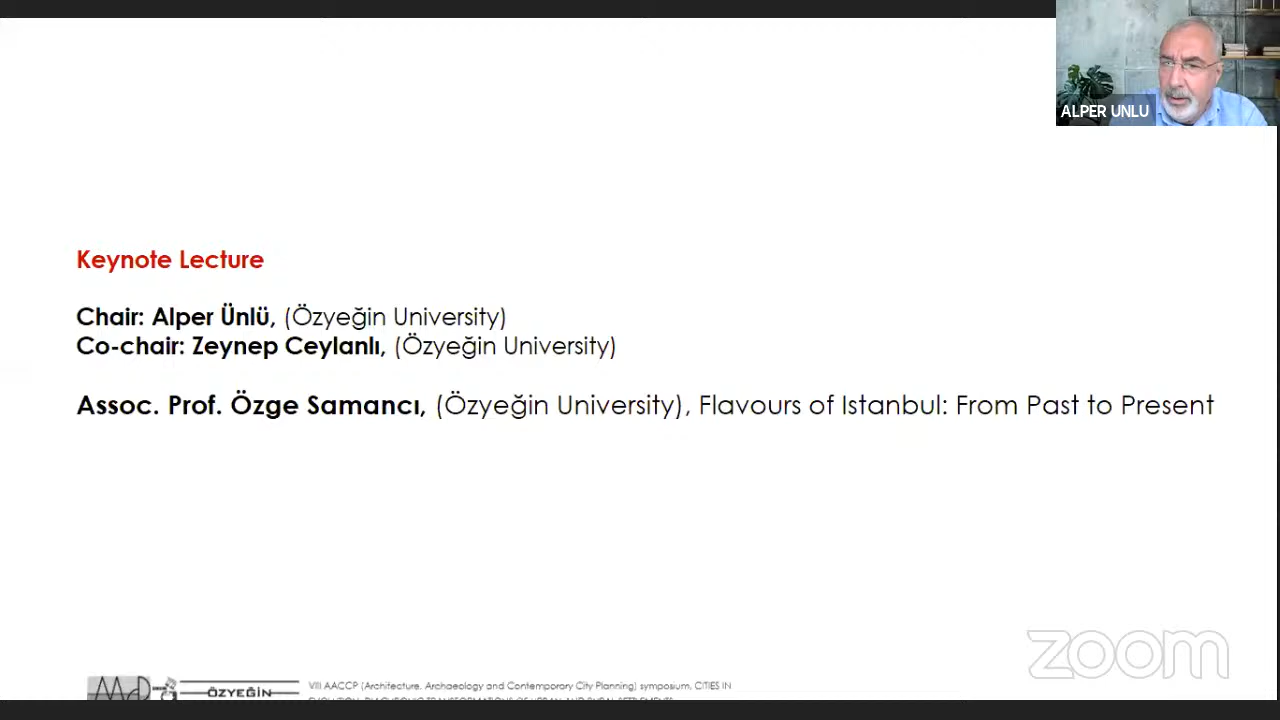 ALPER UNLU
Keynote Lecture
Chair: Alper Ünlü, (Özyeğin University)
Co-chair: Zeynep Ceylanlı, (Özyeğin University)
Assoc. Prof. Özge Samancı, (Özyeğin University), Flavours of Istanbul: From Past to Present
zoom
ÖZYEĞİN
VIII AACCP (Architecture, Archaeology and Contemporary City Planning) symposium, CITIES IN